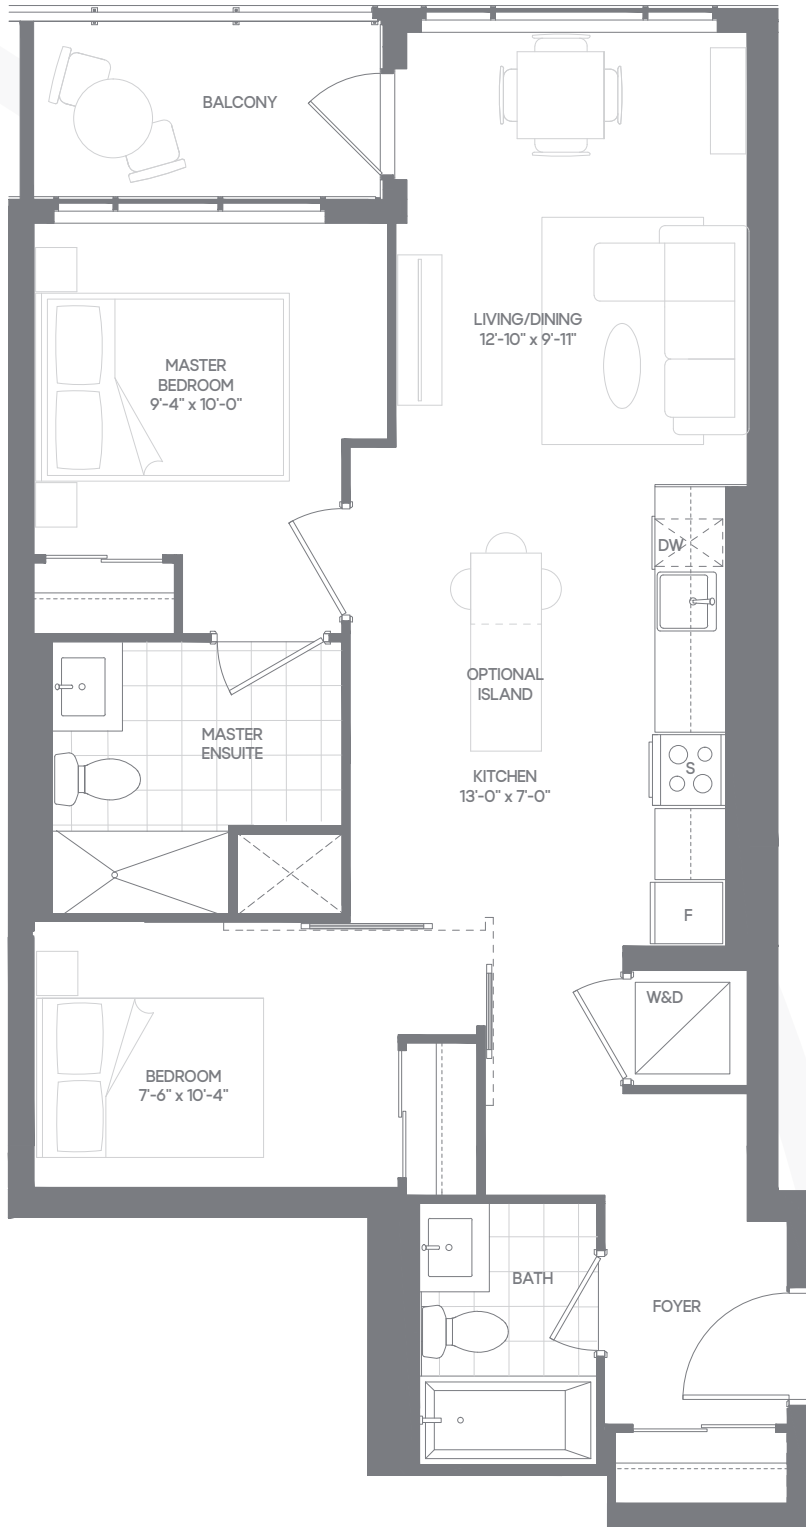 BALCONY
LIVING/DINING
12'-10" x 9'-11"
MASTER
BEDROOM
9'-4" x 10'-0"
DW
OPTIONAL
ISLAND
MASTER
ENSUITE
S
KITCHEN
13'-0" x 7'-0"
F
W&D
BEDROOM
7'-6" x 10'-4"
BATH
FOYER